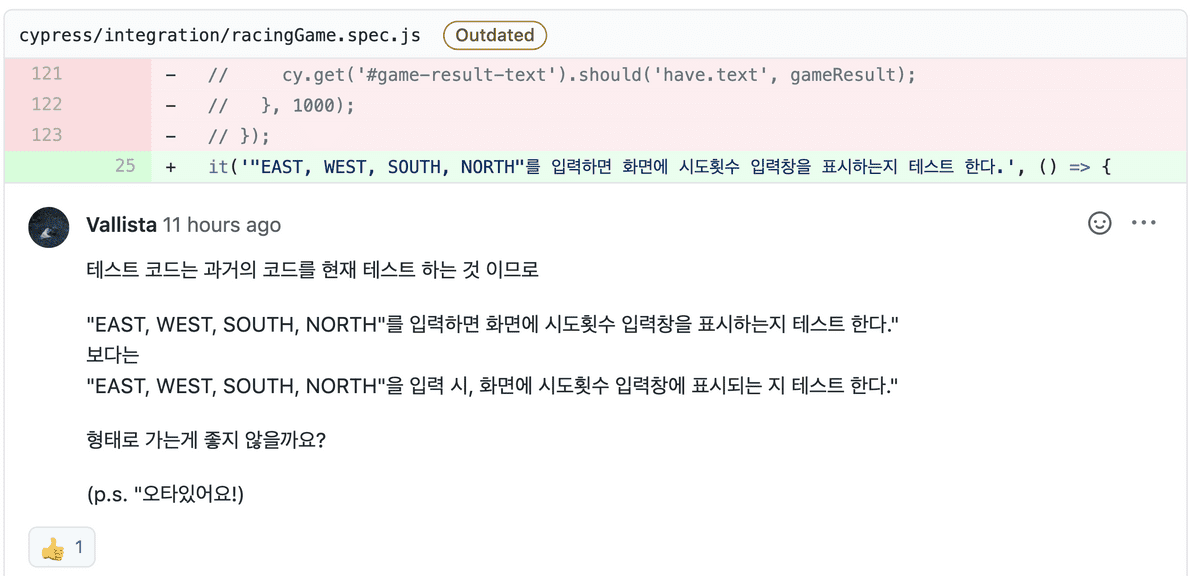 cypress/integration/racingGame.spec.js Outdated
121 - // cy.get('#game-result-text').should('have.text', gameResult);
122 - // }, 1000);
123 - // });
25 + it('"EAST, WEST, SOUTH, NORTH"를 입력하면 화면에 시도횟수 입력창을 표시하는지 테스트 한다.', () => {
Vallista 11 hours ago
테스트 코드는 과거의 코드를 현재 테스트 하는 것 이므로
"EAST, WEST, SOUTH, NORTH"를 입력하면 화면에 시도횟수 입력창을 표시하는지 테스트 한다."
보다는
"EAST, WEST, SOUTH, NORTH"을 입력 시, 화면에 시도횟수 입력창에 표시되는 지 테스트 한다."
형태로 가는게 좋지 않을까요?
(p.s. "오타있어요!)
👍 1